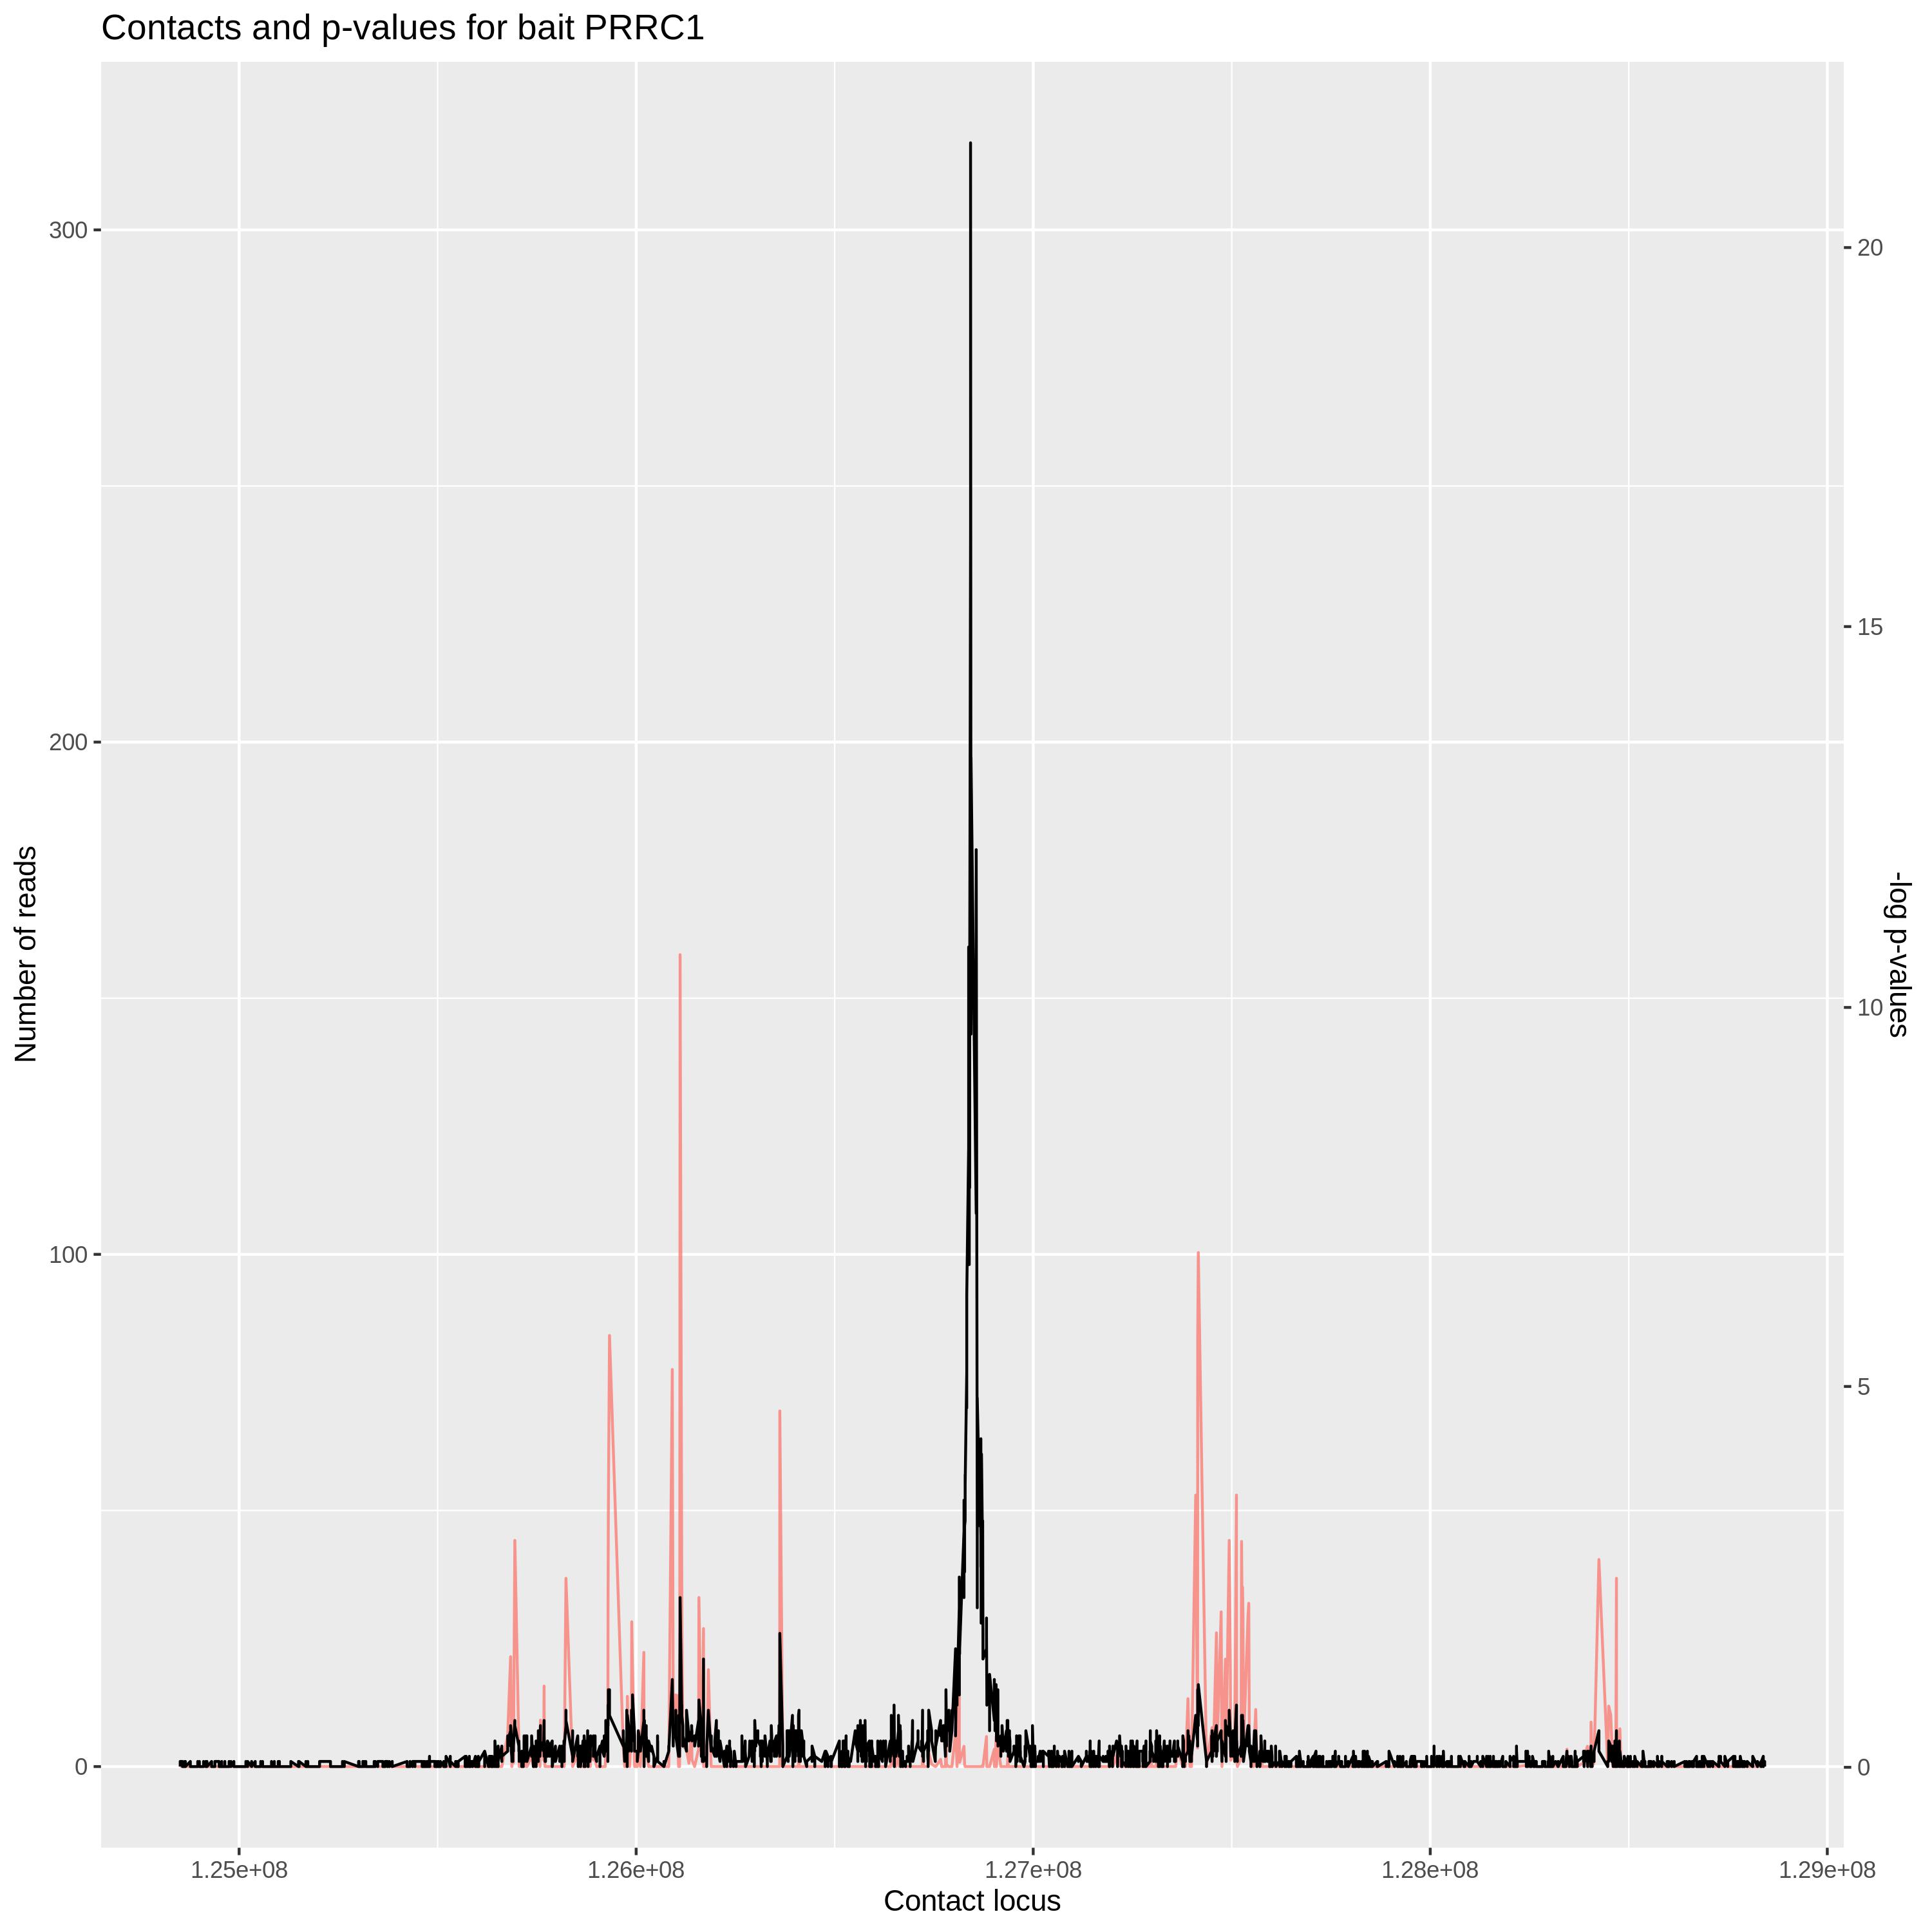 Contacts and p-values for bait PRRC1
Number of reads
300
200
100
0
20
15
10
5
0
-log p-values
1.25e+08
1.26e+08
1.27e+08
1.28e+08
1.29e+08
Contact locus